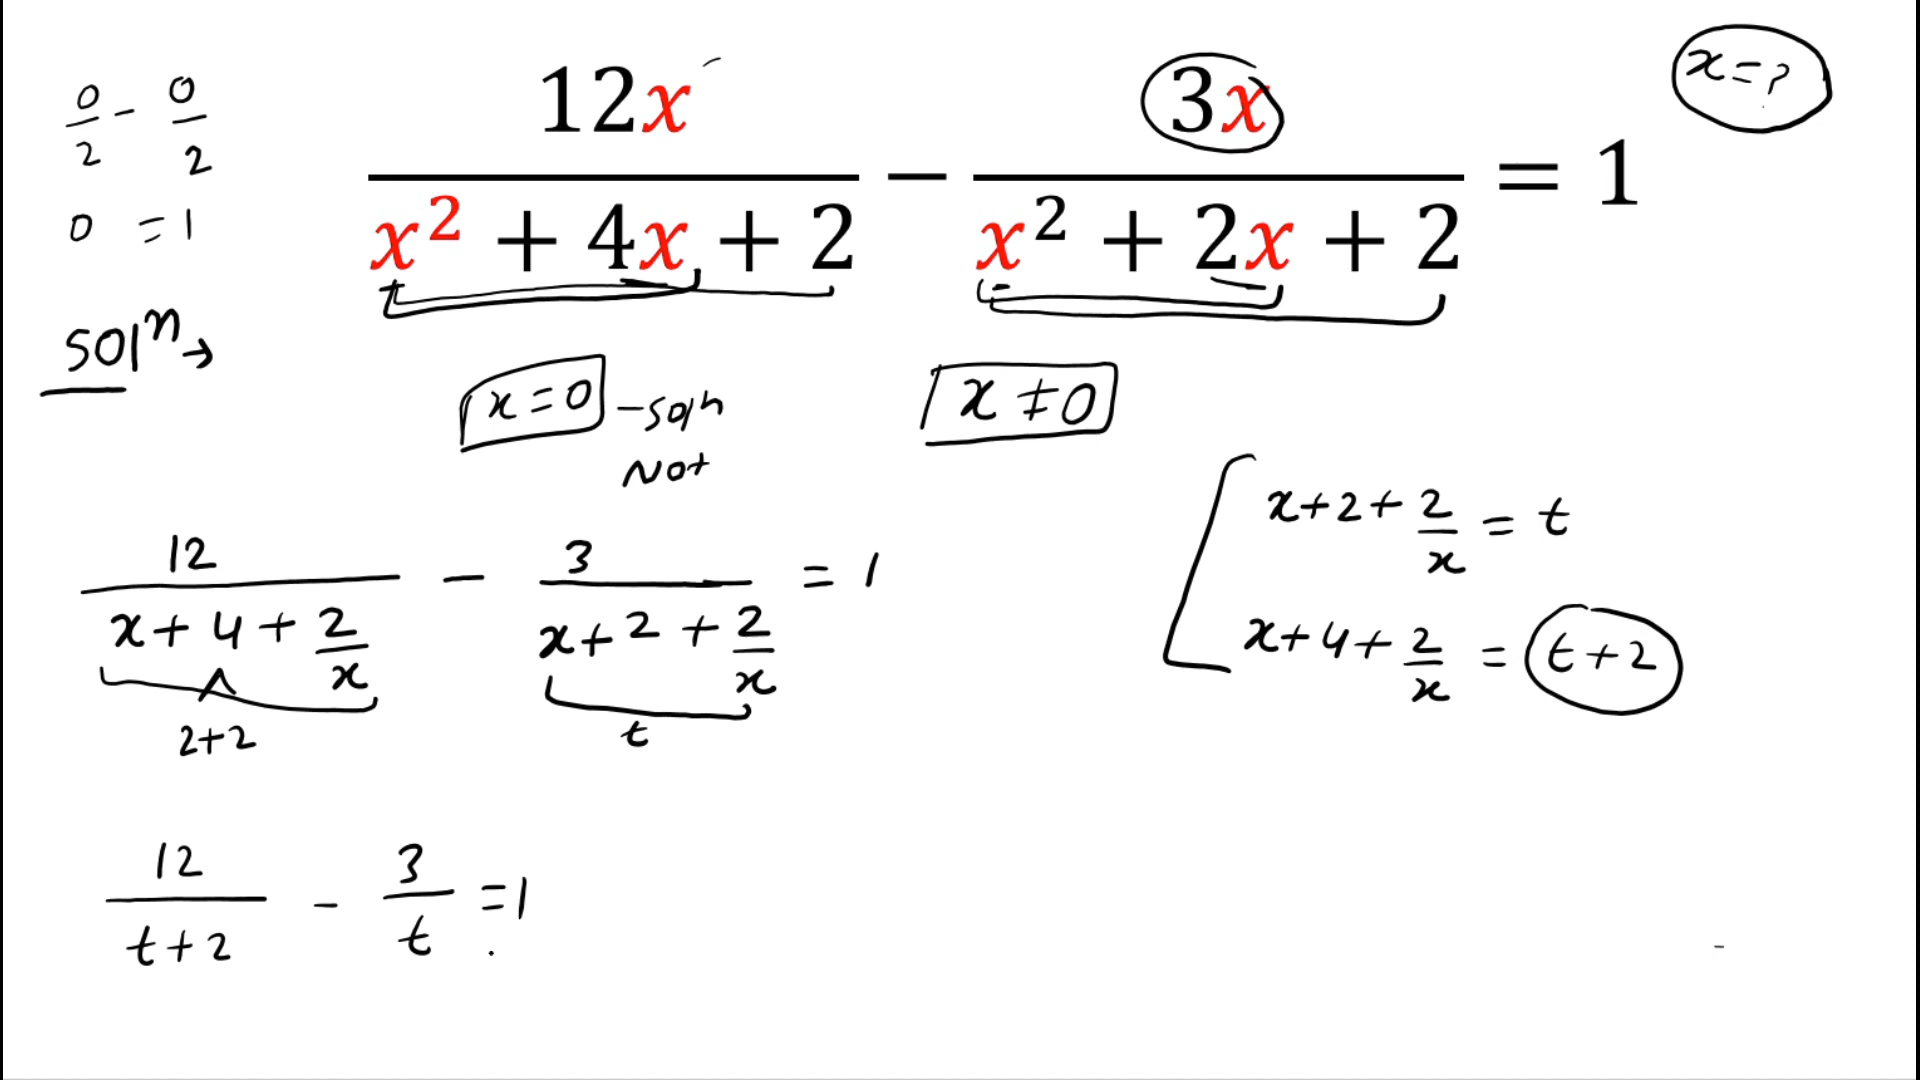 12x/(x² + 4x + 2) − 3x/(x² + 2x + 2) = 1
x = ?
0/2 - 0/2
0 = 1
solⁿ →
x = 0 - soln
Not
x ≠ 0
12/(x + 4 + 2/x) - 3/(x + 2 + 2/x) = 1
2+2
t
x + 2 + 2/x = t
x + 4 + 2/x = t + 2
12/(t + 2) - 3/t = 1